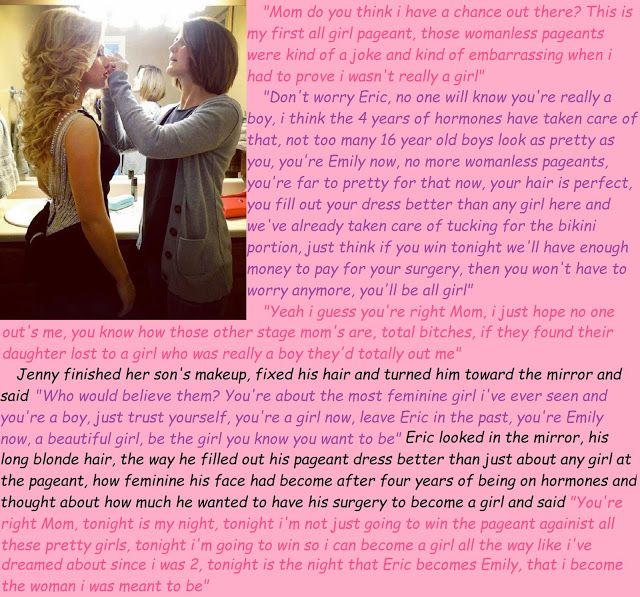 "Mom do you think i have a chance out there? This is
my first all girl pageant, those womanless pageants
were kind of a joke and kind of embarrassing when i
had to prove i wasn't really a girl"
"Don't worry Eric, no one will know you're really a
boy, i think the 4 years of hormones have taken care of
that, not too many 16 year old boys look as pretty as
you, you're Emily now, no more womanless pageants,
you're far to pretty for that now, your hair is perfect,
you fill out your dress better than any girl here and
we've already taken care of tucking for the bikini
portion, just think if you win tonight we'll have enough
money to pay for your surgery, then you won't have to
worry anymore, you'll be all girl"
"Yeah i guess you're right Mom, i just hope no one
out's me, you know how those other stage mom's are, total bitches, if they found their
daughter lost to a girl who was really a boy they'd totally out me"
Jenny finished her son's makeup, fixed his hair and turned him toward the mirror and
said "Who would believe them? You're about the most feminine girl i've ever seen and
you're a boy, just trust yourself, you're a girl now, leave Eric in the past, you're Emily
now, a beautiful girl, be the girl you know you want to be" Eric looked in the mirror, his
long blonde hair, the way he filled out his pageant dress better than just about any girl at
the pageant, how feminine his face had become after four years of being on hormones and
thought about how much he wanted to have his surgery to become a girl and said "You're
right Mom, tonight is my night, tonight i'm not just going to win the pageant againist all
these pretty girls, tonight i'm going to win so i can become a girl all the way like i've
dreamed about since i was 2, tonight is the night that Eric becomes Emily, that i become
the woman i was meant to be"